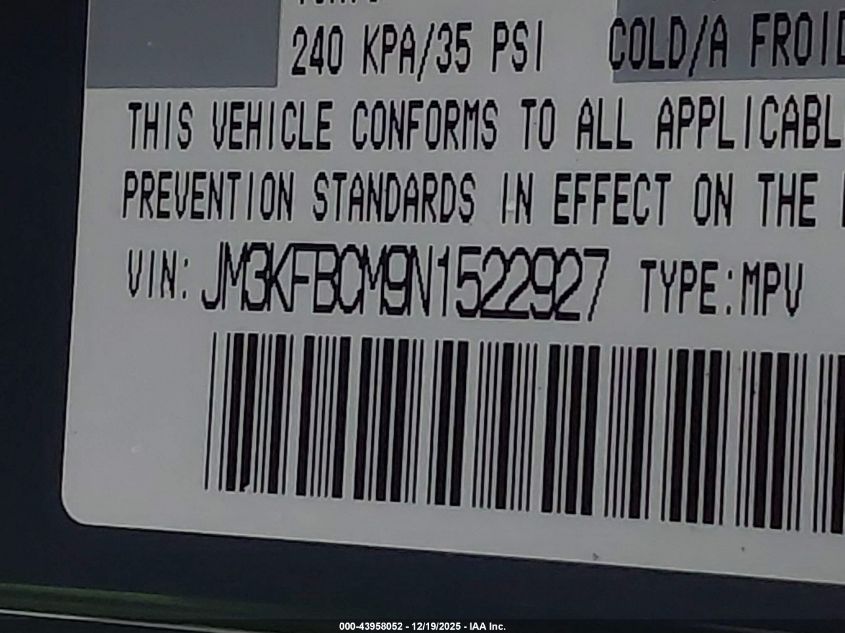 240 KPA/35 PSI COLD/A FROID
THIS VEHICLE CONFORMS TO ALL APPLICABL
PREVENTION STANDARDS IN EFFECT ON THE
VIN: JM3KFBCM9N1522927 TYPE:MPV
000-43958052 - 12/19/2025 - IAA Inc.